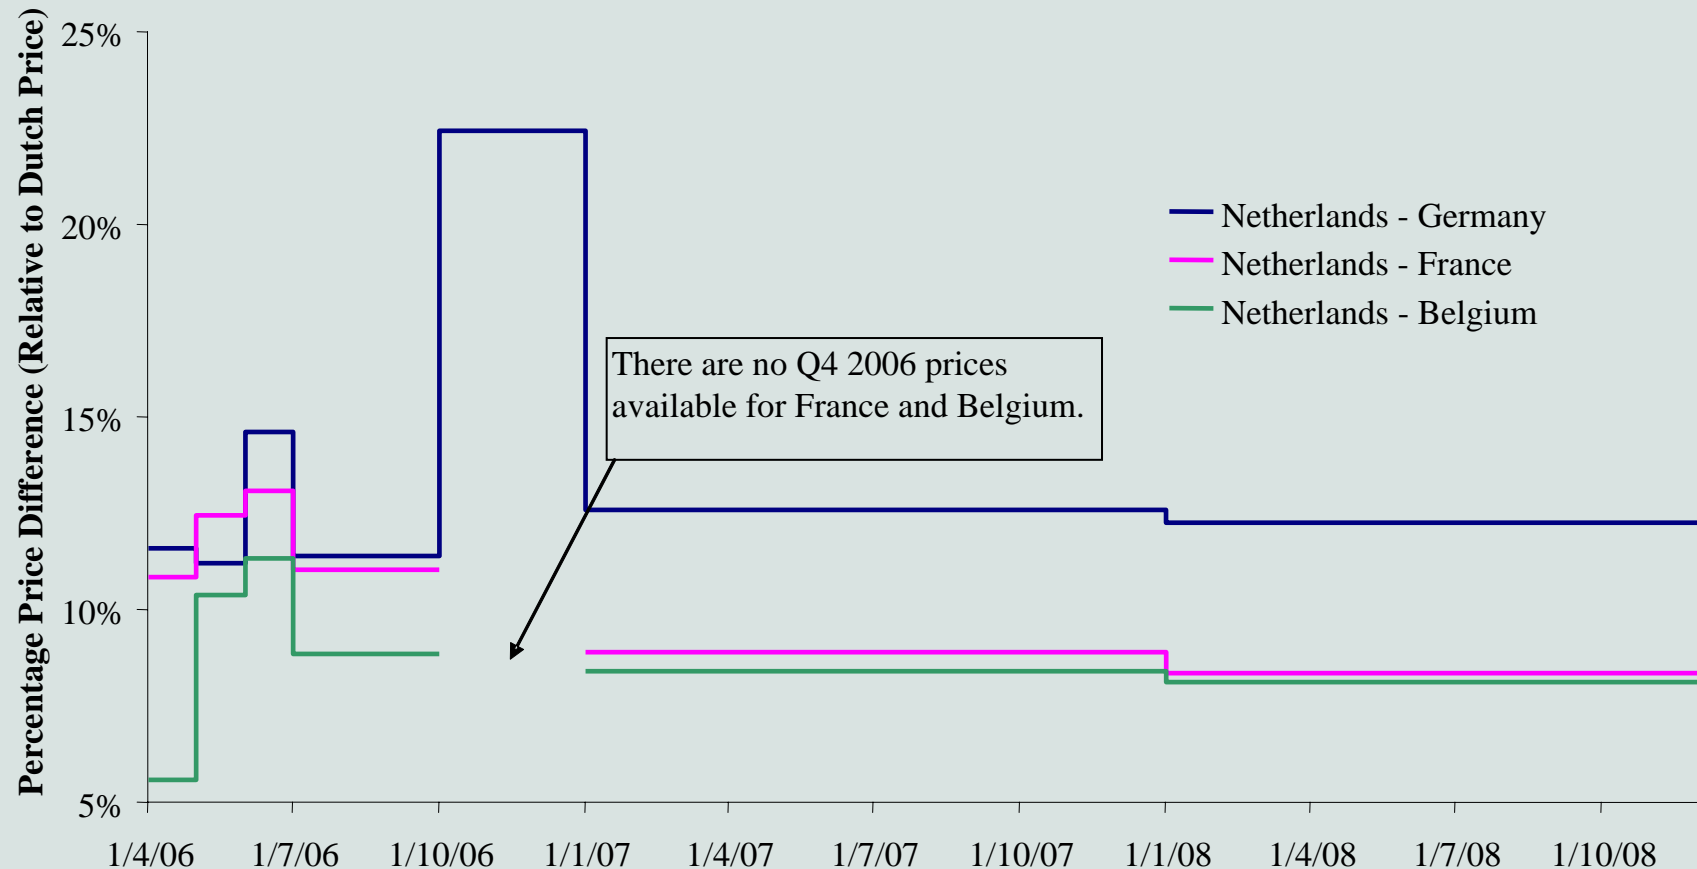 Percentage Price Difference (Relative to Dutch Price)
25%
20%
15%
10%
5%
Netherlands - Germany
Netherlands - France
Netherlands - Belgium
There are no Q4 2006 prices
available for France and Belgium.
1/4/06 1/7/06 1/10/06 1/1/07 1/4/07 1/7/07 1/10/07 1/1/08 1/4/08 1/7/08 1/10/08